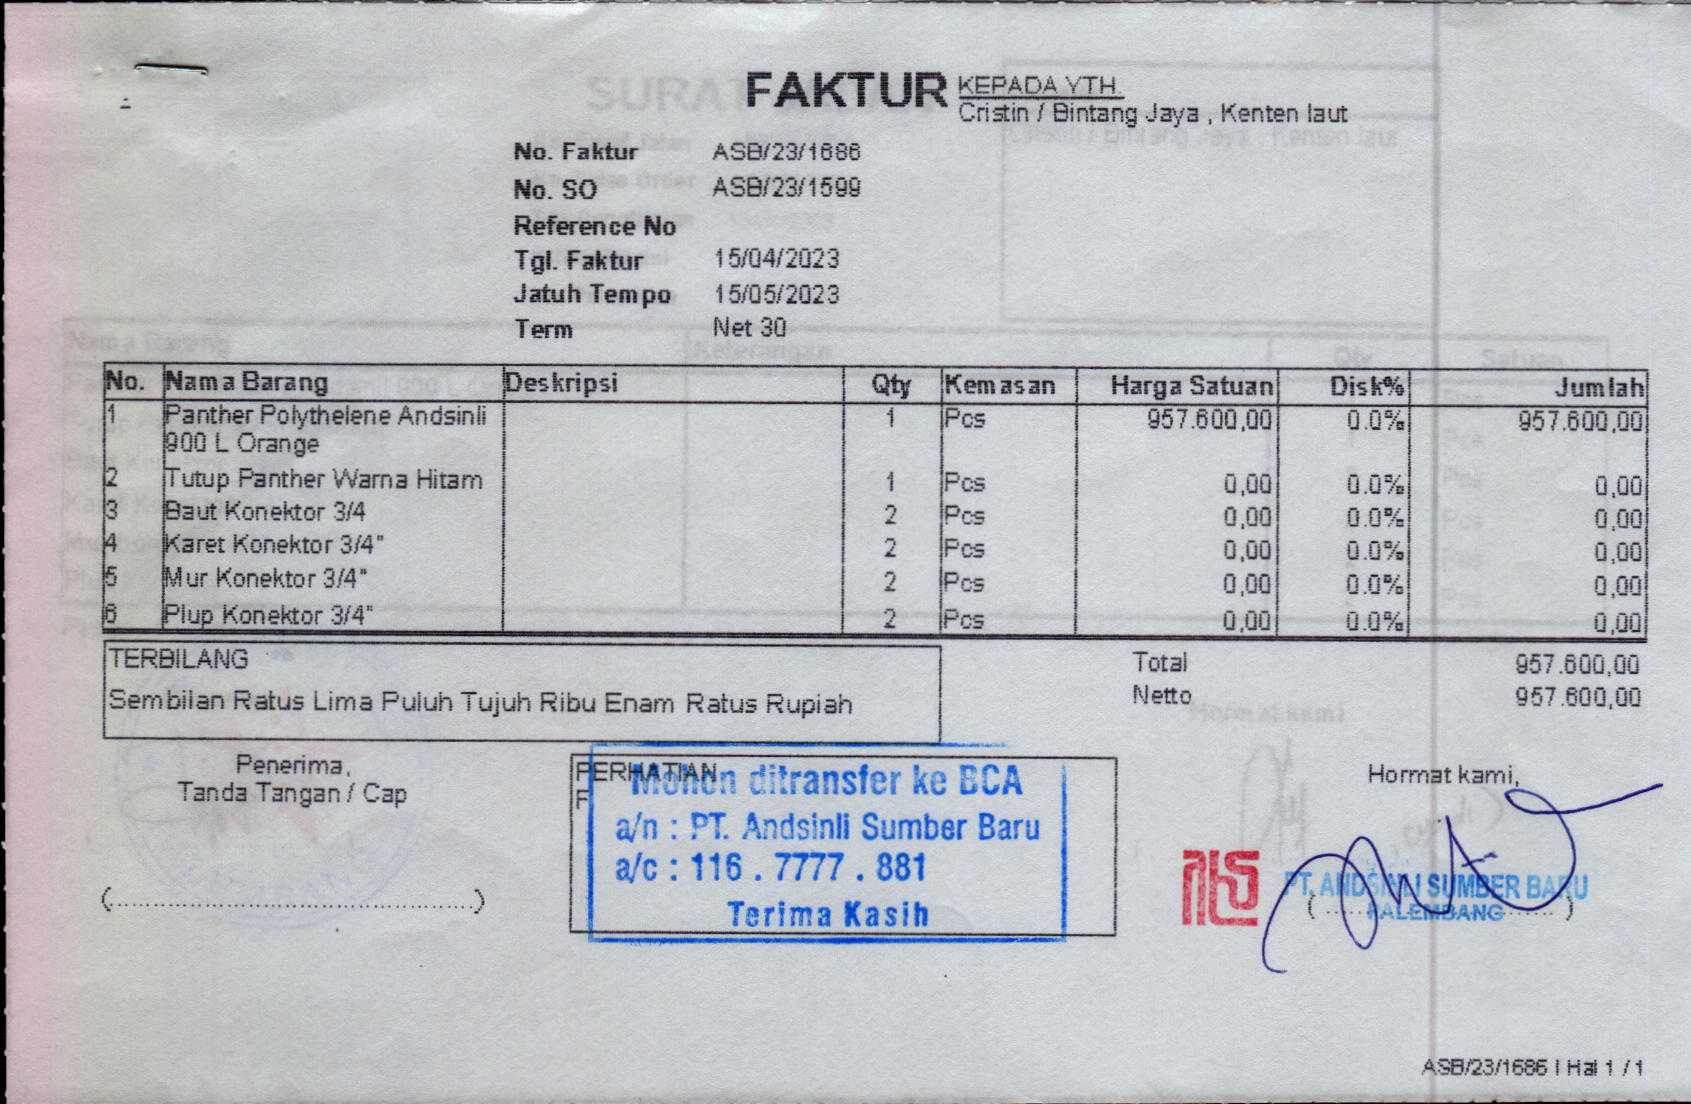 FAKTUR
KEPADA YTH.
Cristin / Bintang Jaya , Kenten laut
No. Faktur ASB/23/1686
No. SO ASB/23/1599
Reference No
Tgl. Faktur 15/04/2023
Jatuh Tempo 15/05/2023
Term Net 30
No. Nama Barang Deskripsi Qty Kemasan Harga Satuan Disk% Jumlah
1 Panther Polythelene Andsinli 1 Pcs 957.600,00 0.0% 957.600,00
900 L Orange
2 Tutup Panther Warna Hitam 1 Pcs 0,00 0.0% 0,00
3 Baut Konektor 3/4 2 Pcs 0,00 0.0% 0,00
4 Karet Konektor 3/4" 2 Pcs 0,00 0.0% 0,00
5 Mur Konektor 3/4" 2 Pcs 0,00 0.0% 0,00
6 Plup Konektor 3/4" 2 Pcs 0,00 0.0% 0,00
TERBILANG
Sembilan Ratus Lima Puluh Tujuh Ribu Enam Ratus Rupiah
Total 957.600,00
Netto 957.600,00
Penerima,
Tanda Tangan / Cap
PERHATIAN
F
Mohon ditransfer ke BCA
a/n : PT. Andsinli Sumber Baru
a/c : 116 . 7777 . 881
Terima Kasih
Hormat kami,
PT. ANDSINLI SUMBER BARU
PALEMBANG
ASB/23/1686 | Hal 1 / 1